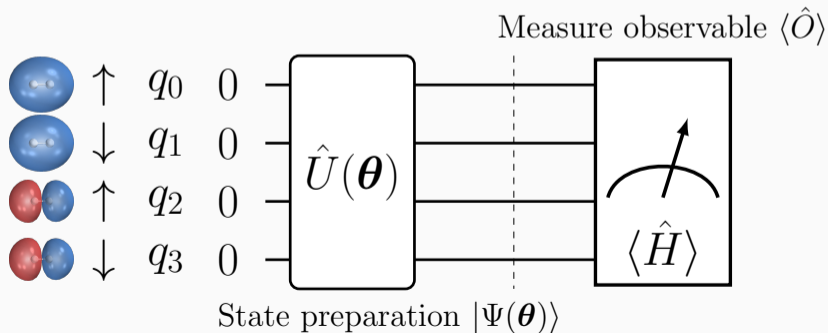 Measure observable ⟨Ô⟩
↑ q₀ 0
↓ q₁ 0
↑ q₂ 0
↓ q₃ 0
Û(θ)
⟨Ĥ⟩
State preparation |Ψ(θ)⟩